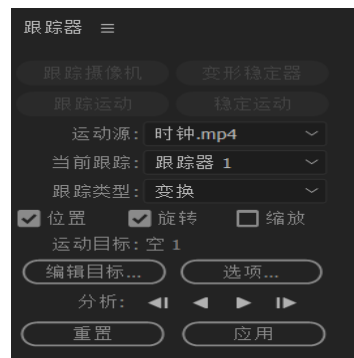 跟踪器
跟踪摄像机 变形稳定器
跟踪运动 稳定运动
运动源: 时钟.mp4
当前跟踪: 跟踪器 1
跟踪类型: 变换
位置 旋转 缩放
运动目标: 空 1
编辑目标... 选项...
分析:
重置 应用